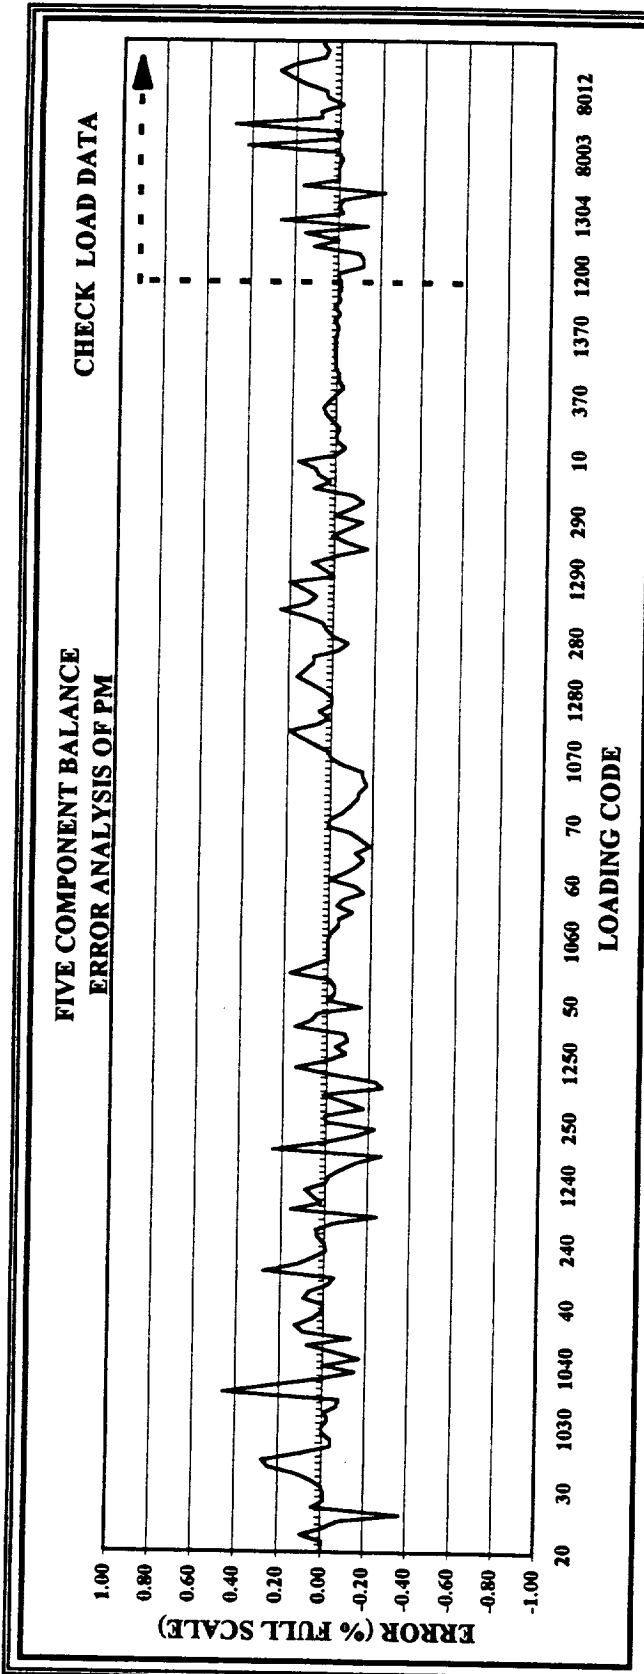 FIVE COMPONENT BALANCE
ERROR ANALYSIS OF PM
CHECK LOAD DATA
ERROR (% FULL SCALE)
1.00
0.80
0.60
0.40
0.20
0.00
-0.20
-0.40
-0.60
-0.80
-1.00
20 30 1030 1040 40 240 1240 250 1250 50 1060 60 70 1070 1280 280 1290 290 10 370 1370 1200 1304 8003 8012
LOADING CODE